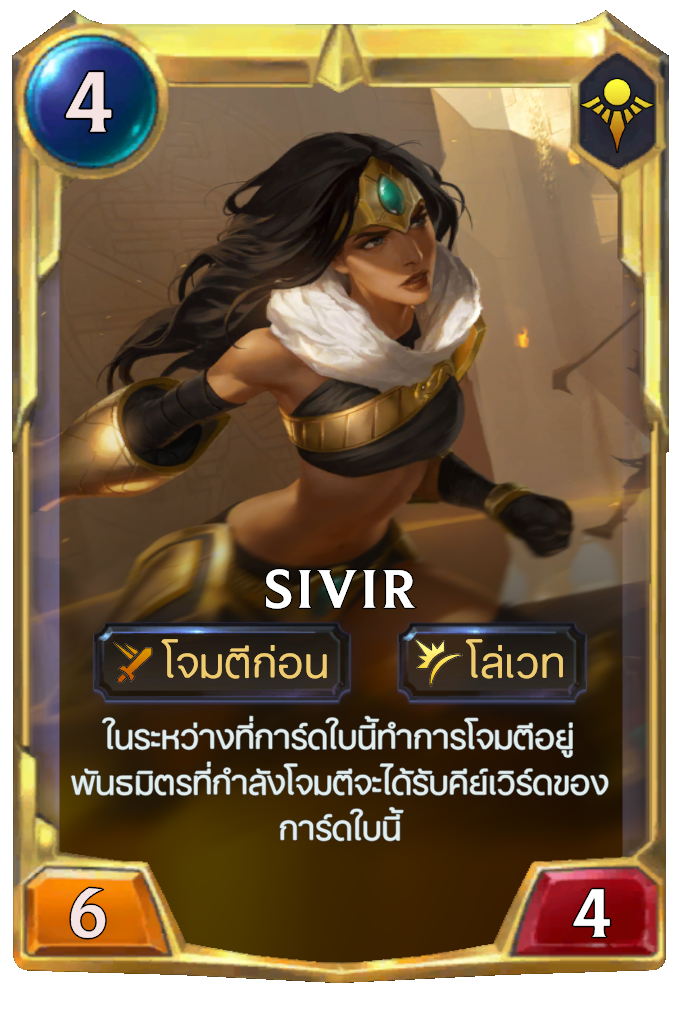 4
SIVIR
โจมตีก่อน
โล่เวท
ในระหว่างที่การ์ดใบนี้ทำการโจมตีอยู่
พันธมิตรที่กำลังโจมตีจะได้รับคีย์เวิร์ดของ
การ์ดใบนี้
6
4